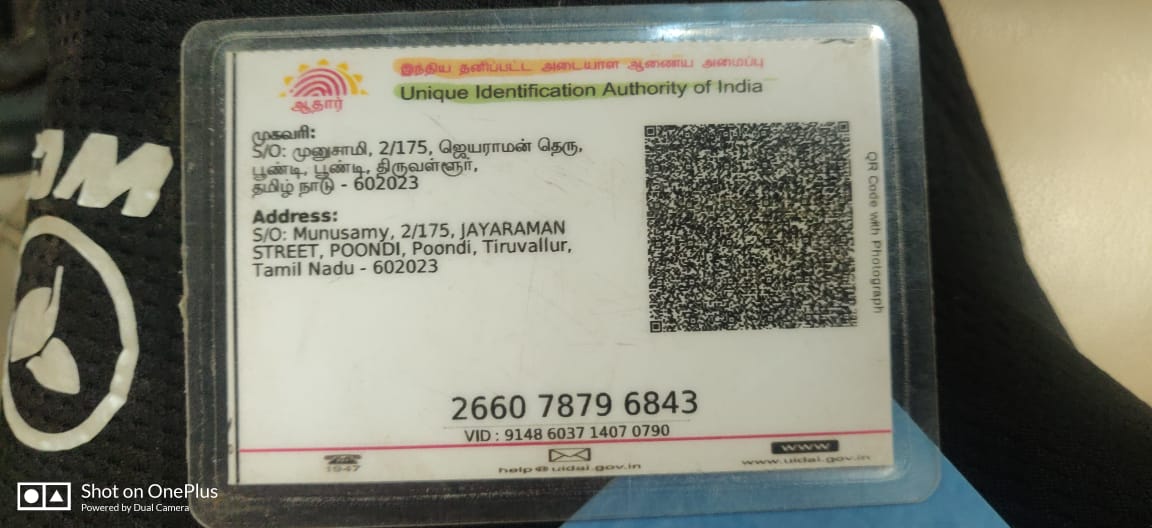 இந்திய தனிப்பட்ட அடையாள ஆணைய அமைப்பு
Unique Identification Authority of India
ஆதார்
முகவரி:
S/O: முனுசாமி, 2/175, ஜெயராமன் தெரு,
பூண்டி, பூண்டி, திருவள்ளூர்,
தமிழ் நாடு - 602023
Address:
S/O: Munusamy, 2/175, JAYARAMAN
STREET, POONDI, Poondi, Tiruvallur,
Tamil Nadu - 602023
QR Code with Photograph
2660 7879 6843
VID : 9148 6037 1407 0790
1947
help@uidai.gov.in
www
www.uidai.gov.in
Shot on OnePlus
Powered by Dual Camera